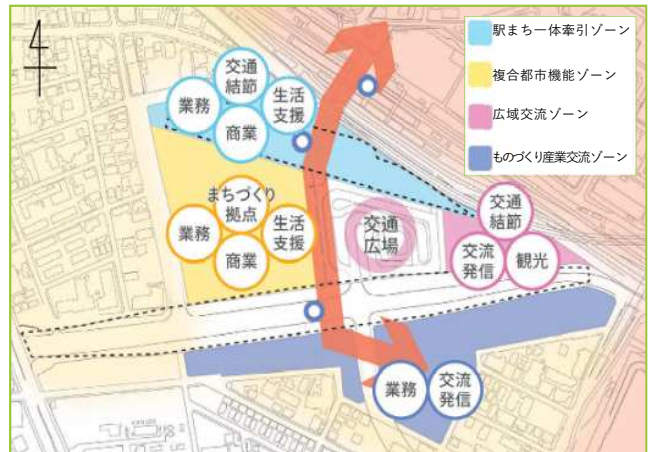 駅まち一体牽引ゾーン
複合都市機能ゾーン
広域交流ゾーン
ものづくり産業交流ゾーン
交通
結節
業務
生活
支援
商業
まちづくり
拠点
業務
生活
支援
商業
交通
広場
交通
結節
交流
発信
観光
業務
交流
発信